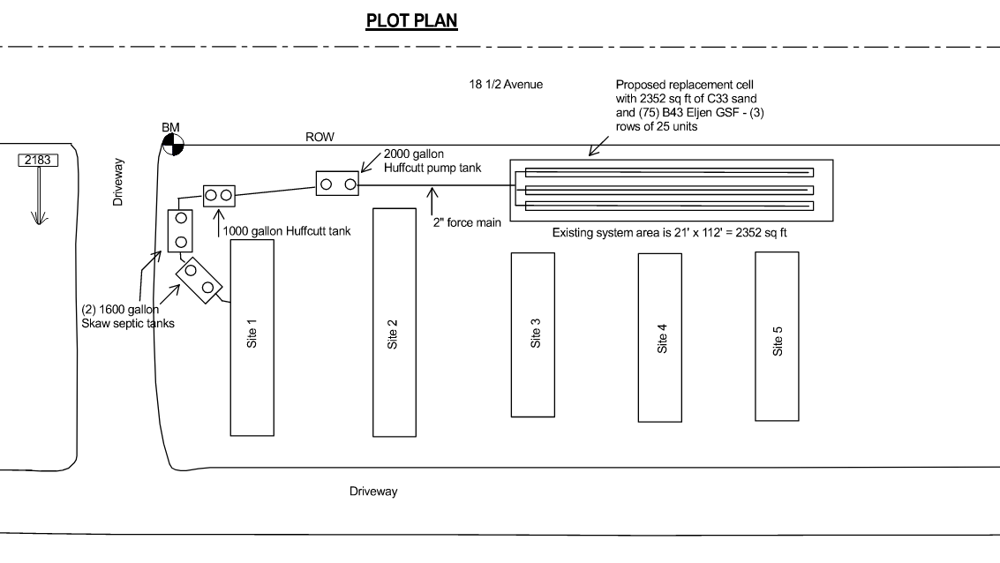 PLOT PLAN
18 1/2 Avenue
Proposed replacement cell
with 2352 sq ft of C33 sand
and (75) B43 Eljen GSF - (3)
rows of 25 units
BM
ROW
2183
Driveway
2000 gallon
Huffcutt pump tank
2" force main
1000 gallon Huffcutt tank
Existing system area is 21' x 112' = 2352 sq ft
(2) 1600 gallon
Skaw septic tanks
Site 1
Site 2
Site 3
Site 4
Site 5
Driveway